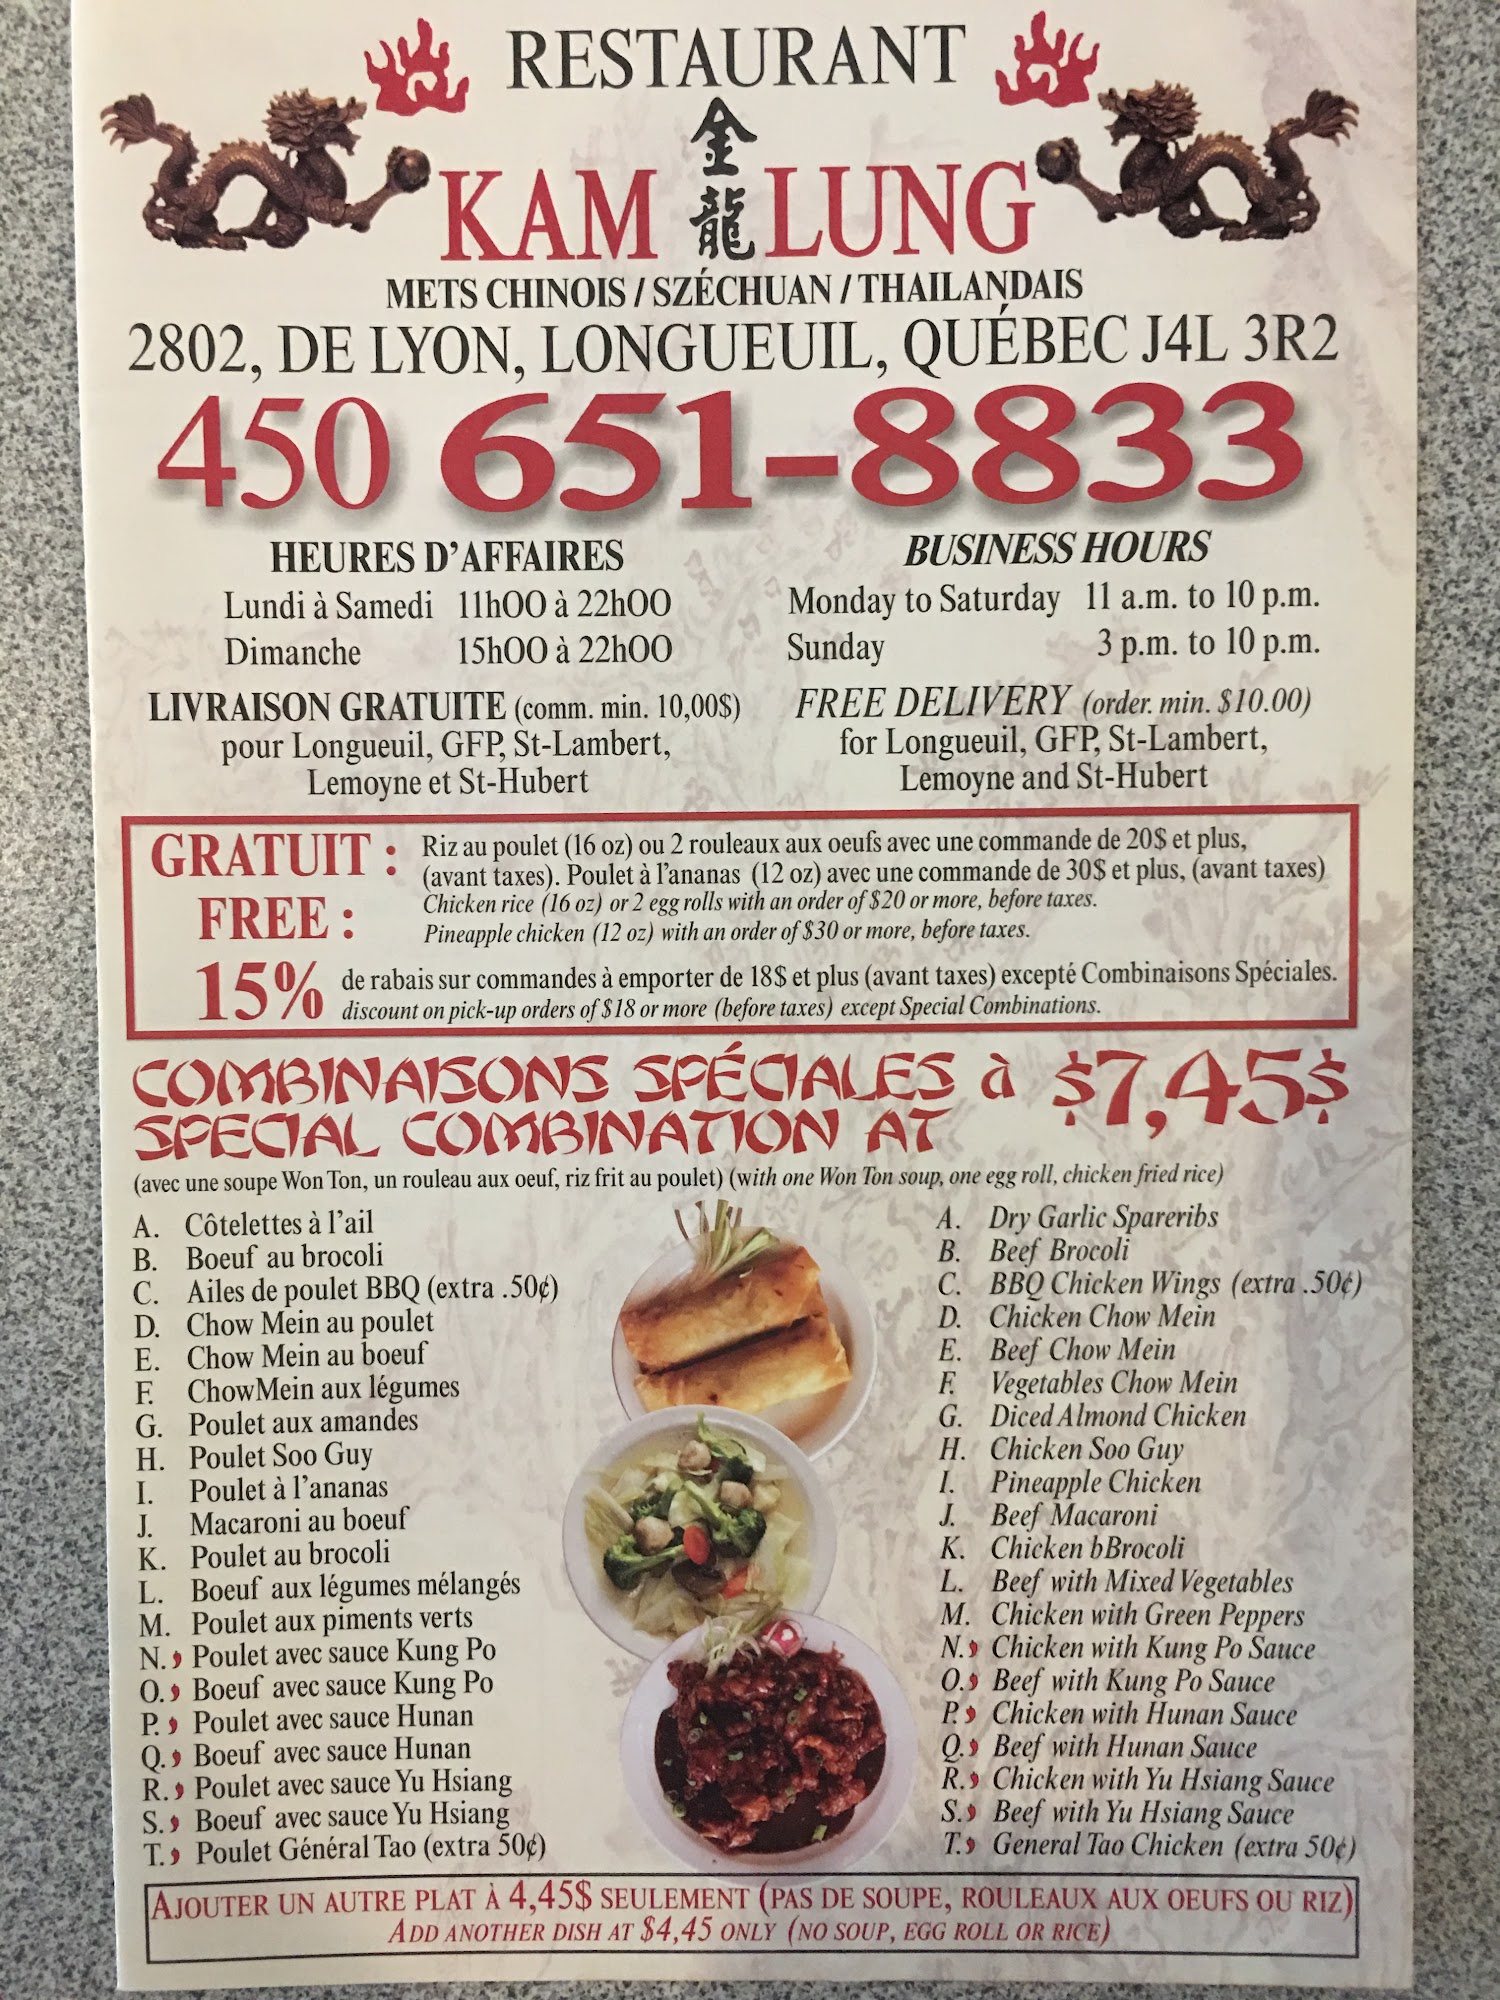 RESTAURANT
KAM 金龍 LUNG
METS CHINOIS / SZÉCHUAN / THAILANDAIS
2802, DE LYON, LONGUEUIL, QUÉBEC J4L 3R2
450 651-8833
HEURES D'AFFAIRES
Lundi à Samedi 11h00 à 22h00
Dimanche 15h00 à 22h00
LIVRAISON GRATUITE (comm. min. 10,00$)
pour Longueuil, GFP, St-Lambert,
Lemoyne et St-Hubert
BUSINESS HOURS
Monday to Saturday 11 a.m. to 10 p.m.
Sunday 3 p.m. to 10 p.m.
FREE DELIVERY (order. min. $10.00)
for Longueuil, GFP, St-Lambert,
Lemoyne and St-Hubert
GRATUIT : Riz au poulet (16 oz) ou 2 rouleaux aux oeufs avec une commande de 20$ et plus,
(avant taxes). Poulet à l'ananas (12 oz) avec une commande de 30$ et plus, (avant taxes)
FREE : Chicken rice (16 oz) or 2 egg rolls with an order of $20 or more, before taxes.
Pineapple chicken (12 oz) with an order of $30 or more, before taxes.
15% de rabais sur commandes à emporter de 18$ et plus (avant taxes) excepté Combinaisons Spéciales.
discount on pick-up orders of $18 or more (before taxes) except Special Combinations.
COMBINAISONS SPÉCIALES à $7,45$
SPECIAL COMBINATION AT
(avec une soupe Won Ton, un rouleau aux oeuf, riz frit au poulet) (with one Won Ton soup, one egg roll, chicken fried rice)
A. Côtelettes à l'ail
B. Boeuf au brocoli
C. Ailes de poulet BBQ (extra .50¢)
D. Chow Mein au poulet
E. Chow Mein au boeuf
F. ChowMein aux légumes
G. Poulet aux amandes
H. Poulet Soo Guy
I. Poulet à l'ananas
J. Macaroni au boeuf
K. Poulet au brocoli
L. Boeuf aux légumes mélangés
M. Poulet aux piments verts
N. Poulet avec sauce Kung Po
O. Boeuf avec sauce Kung Po
P. Poulet avec sauce Hunan
Q. Boeuf avec sauce Hunan
R. Poulet avec sauce Yu Hsiang
S. Boeuf avec sauce Yu Hsiang
T. Poulet Général Tao (extra 50¢)
A. Dry Garlic Spareribs
B. Beef Brocoli
C. BBQ Chicken Wings (extra .50¢)
D. Chicken Chow Mein
E. Beef Chow Mein
F. Vegetables Chow Mein
G. Diced Almond Chicken
H. Chicken Soo Guy
I. Pineapple Chicken
J. Beef Macaroni
K. Chicken bBrocoli
L. Beef with Mixed Vegetables
M. Chicken with Green Peppers
N. Chicken with Kung Po Sauce
O. Beef with Kung Po Sauce
P. Chicken with Hunan Sauce
Q. Beef with Hunan Sauce
R. Chicken with Yu Hsiang Sauce
S. Beef with Yu Hsiang Sauce
T. General Tao Chicken (extra 50¢)
AJOUTER UN AUTRE PLAT À 4,45$ SEULEMENT (PAS DE SOUPE, ROULEAUX AUX OEUFS OU RIZ)
ADD ANOTHER DISH AT $4,45 ONLY (NO SOUP, EGG ROLL OR RICE)